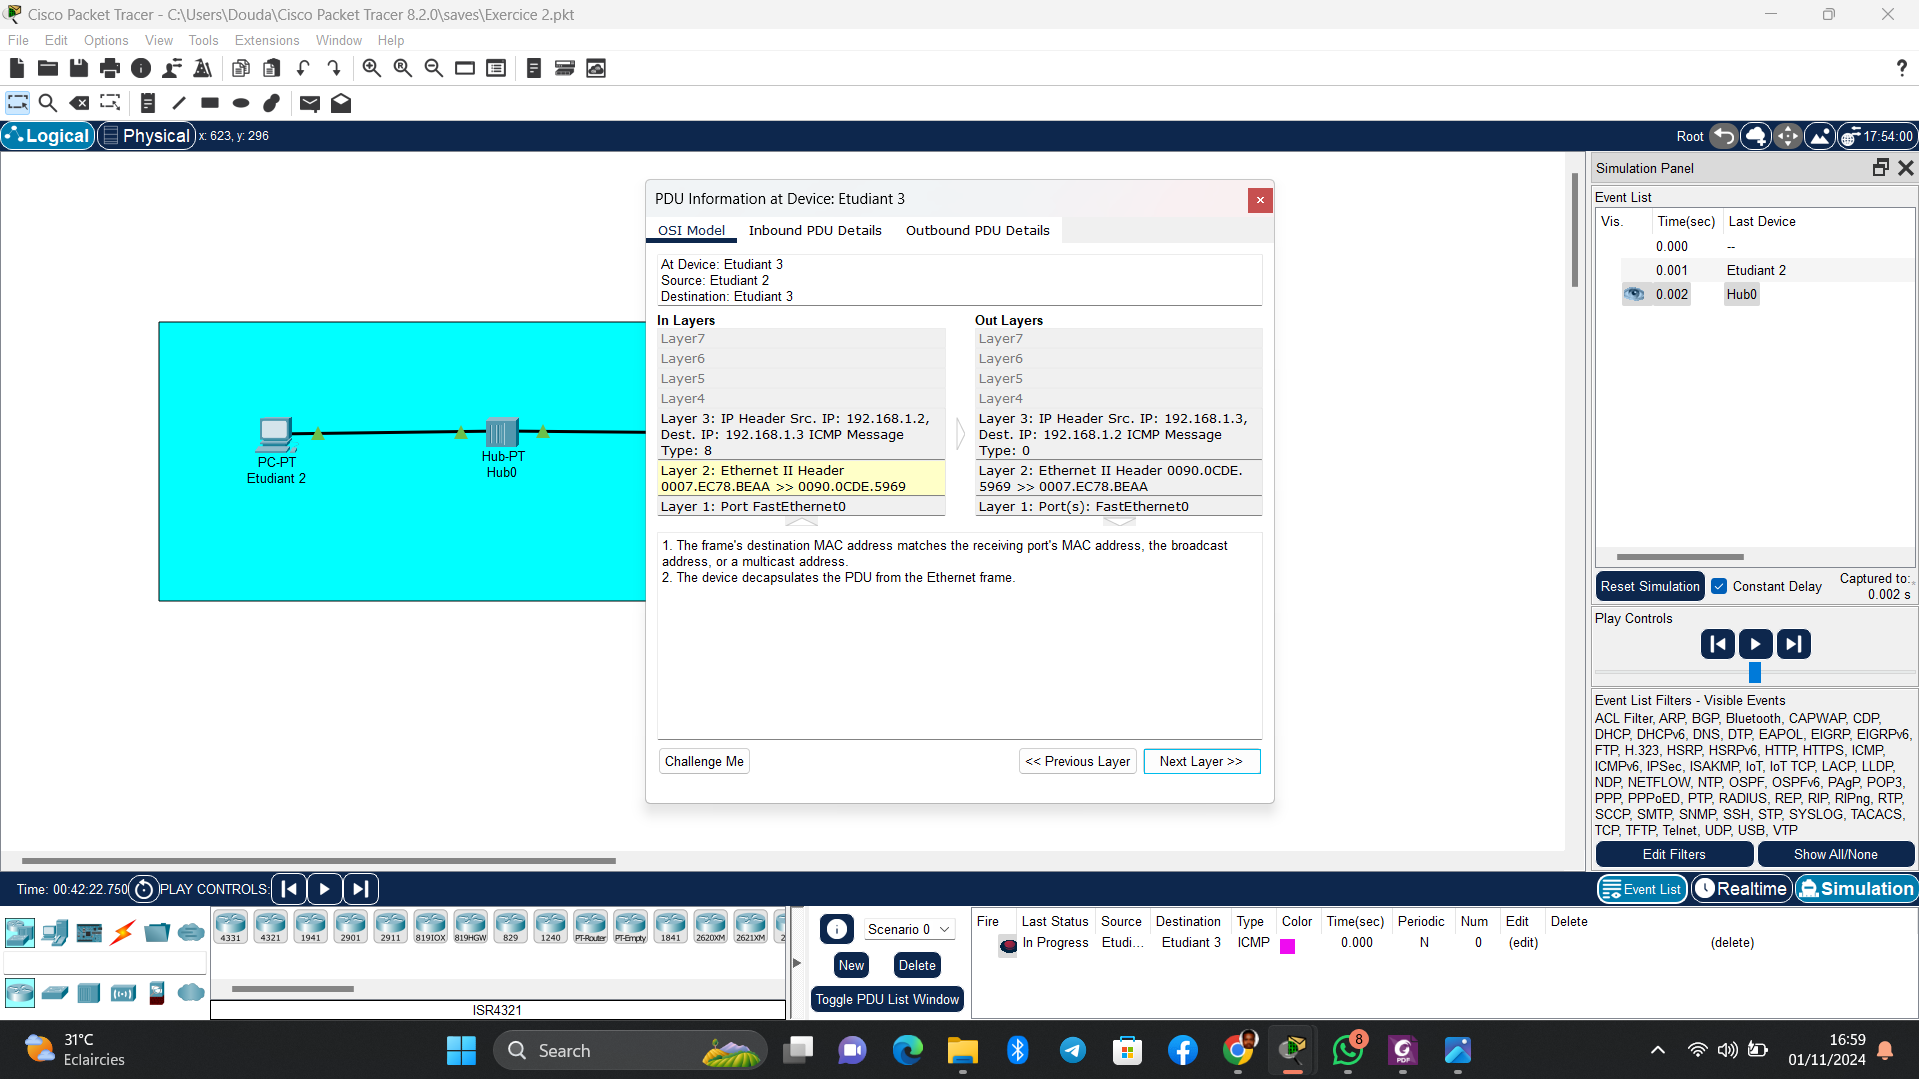 Cisco Packet Tracer - C:\Users\Douda\Cisco Packet Tracer 8.2.0\saves\Exercice 2.pkt
File Edit Options View Tools Extensions Window Help
Logical Physical x: 623, y: 296 Root 17:54:00
PC-PT
Etudiant 2
Hub-PT
Hub0
PDU Information at Device: Etudiant 3
OSI Model Inbound PDU Details Outbound PDU Details
At Device: Etudiant 3
Source: Etudiant 2
Destination: Etudiant 3
In Layers
Layer7
Layer6
Layer5
Layer4
Layer 3: IP Header Src. IP: 192.168.1.2,
Dest. IP: 192.168.1.3 ICMP Message
Type: 8
Layer 2: Ethernet II Header
0007.EC78.BEAA >> 0090.0CDE.5969
Layer 1: Port FastEthernet0
Out Layers
Layer7
Layer6
Layer5
Layer4
Layer 3: IP Header Src. IP: 192.168.1.3,
Dest. IP: 192.168.1.2 ICMP Message
Type: 0
Layer 2: Ethernet II Header 0090.0CDE.
5969 >> 0007.EC78.BEAA
Layer 1: Port(s): FastEthernet0
1. The frame's destination MAC address matches the receiving port's MAC address, the broadcast
address, or a multicast address.
2. The device decapsulates the PDU from the Ethernet frame.
Challenge Me << Previous Layer Next Layer >>
Simulation Panel
Event List
Vis. Time(sec) Last Device
0.000 --
0.001 Etudiant 2
0.002 Hub0
Reset Simulation Constant Delay Captured to:
0.002 s
Play Controls
Event List Filters - Visible Events
ACL Filter, ARP, BGP, Bluetooth, CAPWAP, CDP,
DHCP, DHCPv6, DNS, DTP, EAPOL, EIGRP, EIGRPv6,
FTP, H.323, HSRP, HSRPv6, HTTP, HTTPS, ICMP,
ICMPv6, IPSec, ISAKMP, IoT, IoT TCP, LACP, LLDP,
NDP, NETFLOW, NTP, OSPF, OSPFv6, PAgP, POP3,
PPP, PPPoED, PTP, RADIUS, REP, RIP, RIPng, RTP,
SCCP, SMTP, SNMP, SSH, STP, SYSLOG, TACACS,
TCP, TFTP, Telnet, UDP, USB, VTP
Edit Filters Show All/None
Time: 00:42:22.750 PLAY CONTROLS: Event List Realtime Simulation
4331 4321 1941 2901 2911 819IOX 819HGW 829 1240 PT-Router PT-Empty 1841 2620XM 2621XM 2
ISR4321
Scenario 0
New Delete
Toggle PDU List Window
Fire Last Status Source Destination Type Color Time(sec) Periodic Num Edit Delete
In Progress Etudi... Etudiant 3 ICMP 0.000 N 0 (edit) (delete)
31°C
Eclaircies
Search
8
PDF
16:59
01/11/2024